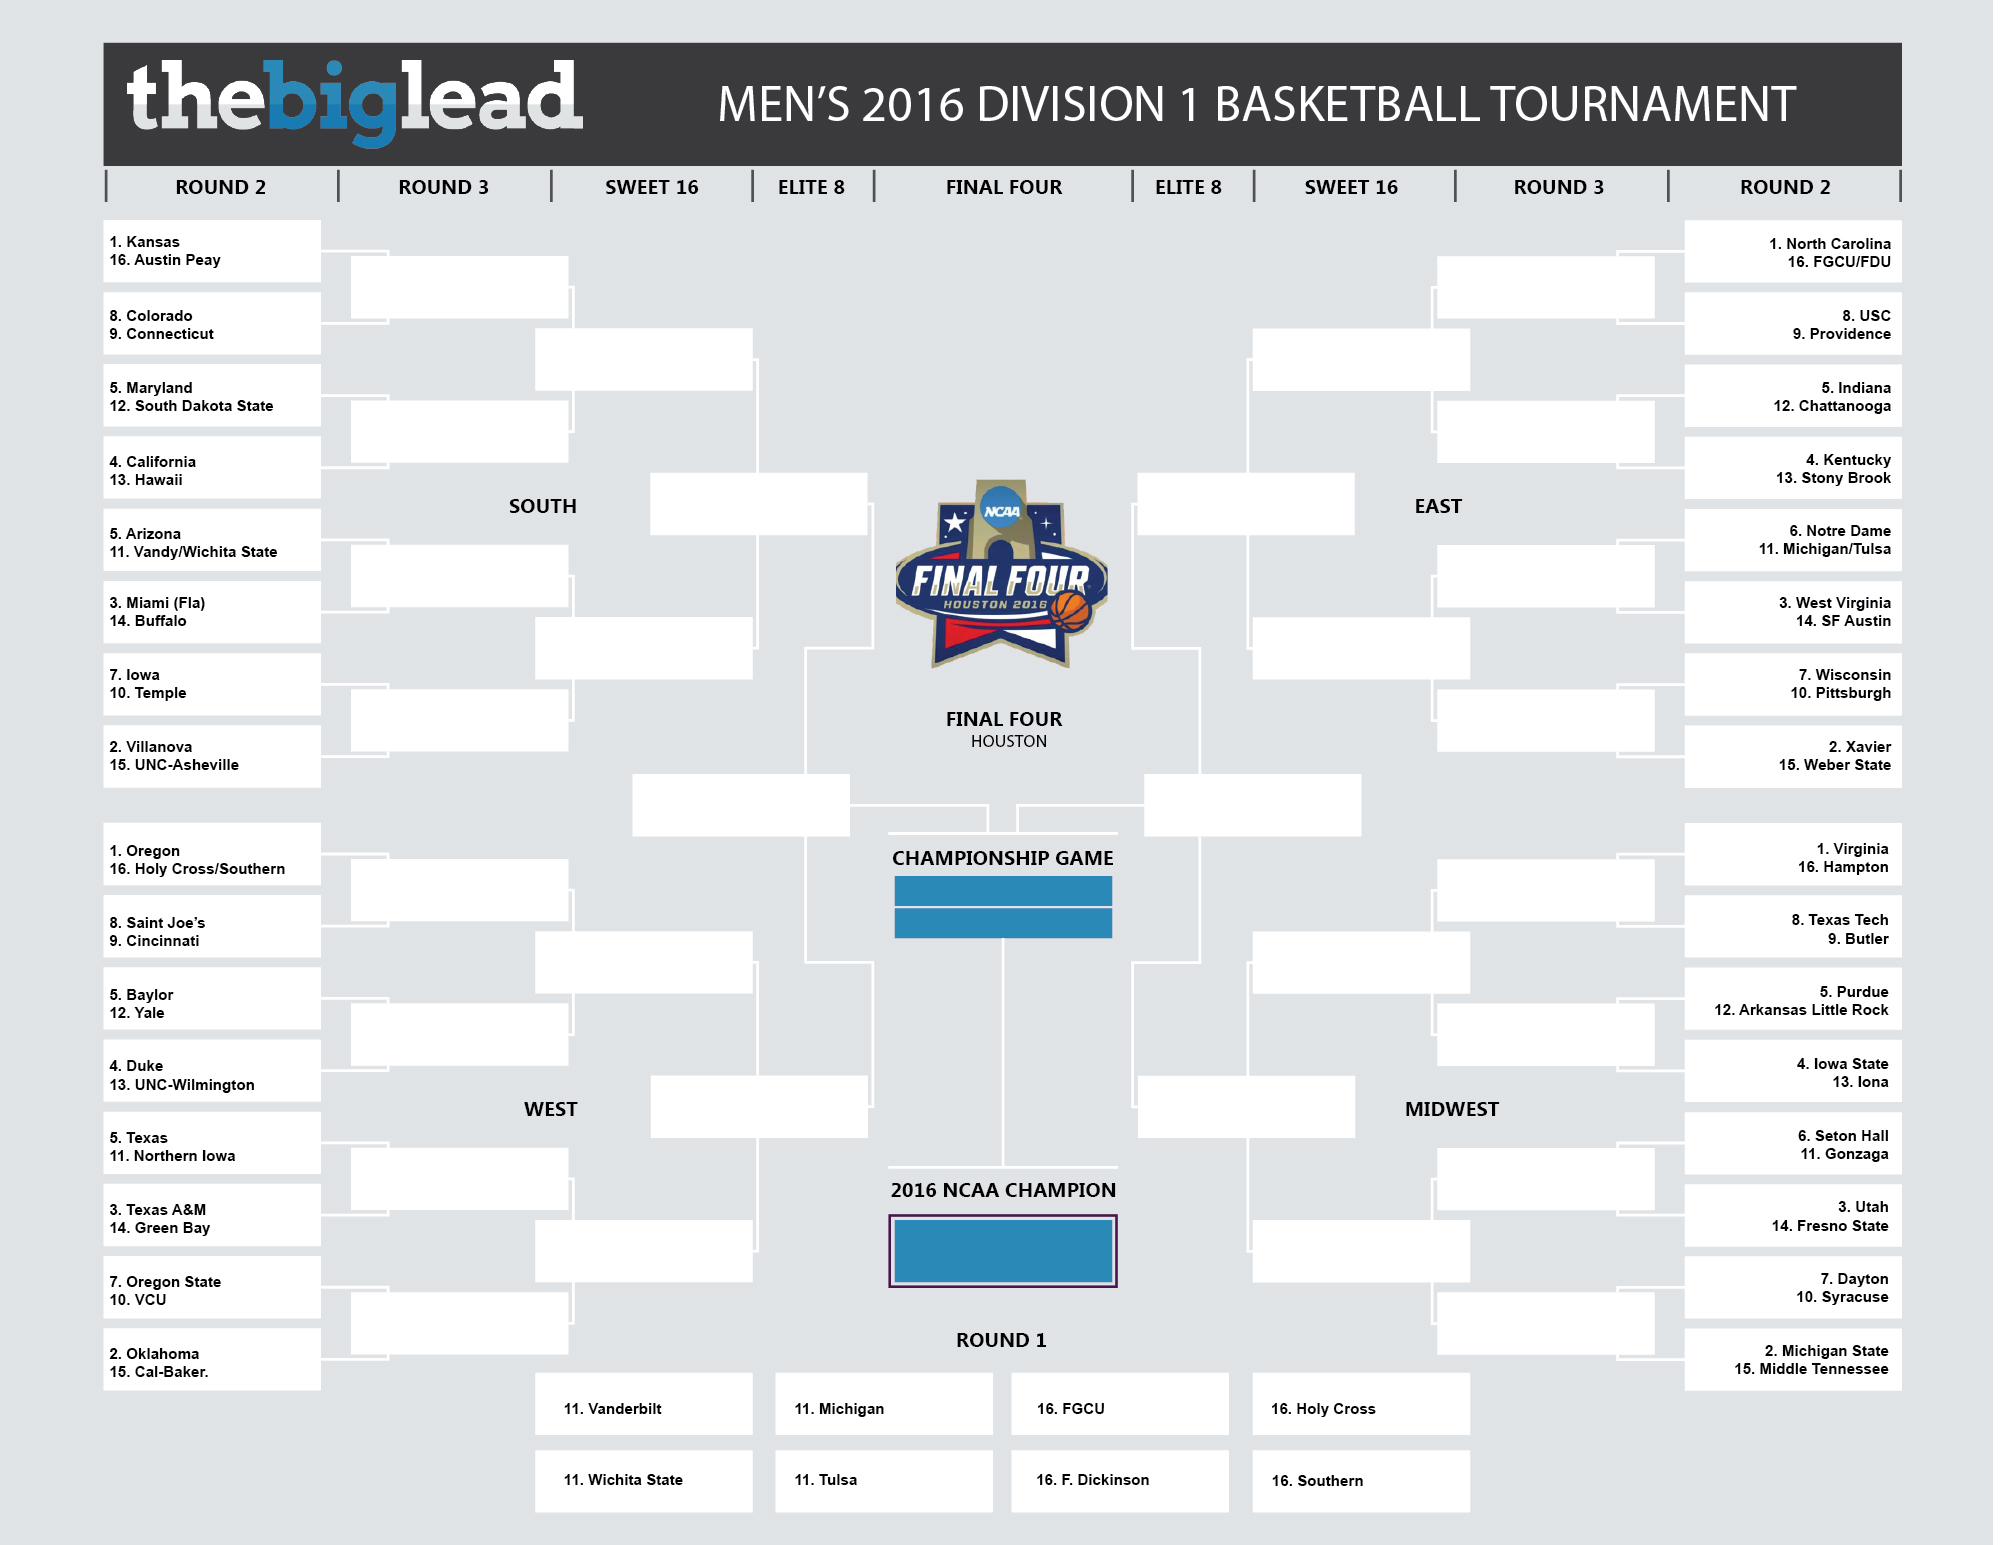 thebiglead
MEN'S 2016 DIVISION 1 BASKETBALL TOURNAMENT
ROUND 2
ROUND 3
SWEET 16
ELITE 8
FINAL FOUR
ELITE 8
SWEET 16
ROUND 3
ROUND 2
1. Kansas
16. Austin Peay
8. Colorado
9. Connecticut
5. Maryland
12. South Dakota State
4. California
13. Hawaii
SOUTH
5. Arizona
11. Vandy/Wichita State
3. Miami (Fla)
14. Buffalo
7. Iowa
10. Temple
2. Villanova
15. UNC-Asheville
1. Oregon
16. Holy Cross/Southern
8. Saint Joe's
9. Cincinnati
5. Baylor
12. Yale
4. Duke
13. UNC-Wilmington
WEST
5. Texas
11. Northern Iowa
3. Texas A&M
14. Green Bay
7. Oregon State
10. VCU
2. Oklahoma
15. Cal-Baker.
NCAA
FINAL FOUR
HOUSTON 2016
FINAL FOUR
HOUSTON
CHAMPIONSHIP GAME
2016 NCAA CHAMPION
1. North Carolina
16. FGCU/FDU
8. USC
9. Providence
5. Indiana
12. Chattanooga
4. Kentucky
13. Stony Brook
EAST
6. Notre Dame
11. Michigan/Tulsa
3. West Virginia
14. SF Austin
7. Wisconsin
10. Pittsburgh
2. Xavier
15. Weber State
1. Virginia
16. Hampton
8. Texas Tech
9. Butler
5. Purdue
12. Arkansas Little Rock
4. Iowa State
13. Iona
MIDWEST
6. Seton Hall
11. Gonzaga
3. Utah
14. Fresno State
7. Dayton
10. Syracuse
2. Michigan State
15. Middle Tennessee
ROUND 1
11. Vanderbilt
11. Michigan
16. FGCU
16. Holy Cross
11. Wichita State
11. Tulsa
16. F. Dickinson
16. Southern